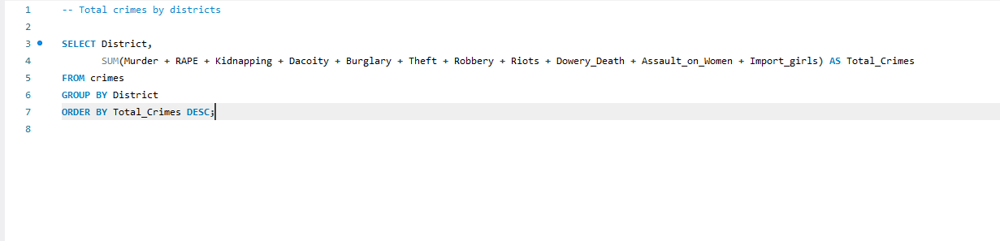 1 -- Total crimes by districts
2
3 SELECT District,
4 SUM(Murder + RAPE + Kidnapping + Dacoity + Burglary + Theft + Robbery + Riots + Dowery_Death + Assault_on_Women + Import_girls) AS Total_Crimes
5 FROM crimes
6 GROUP BY District
7 ORDER BY Total_Crimes DESC;
8